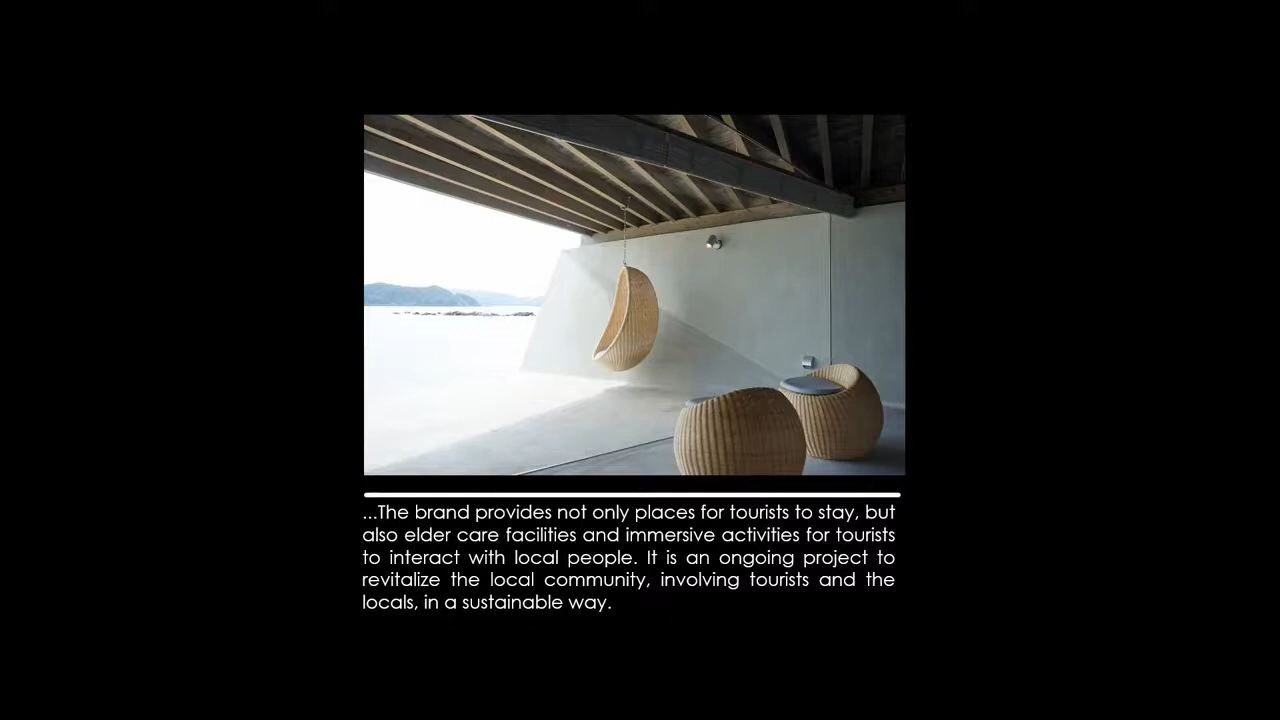 ...The brand provides not only places for tourists to stay, but
also elder care facilities and immersive activities for tourists
to interact with local people. It is an ongoing project to
revitalize the local community, involving tourists and the
locals, in a sustainable way.